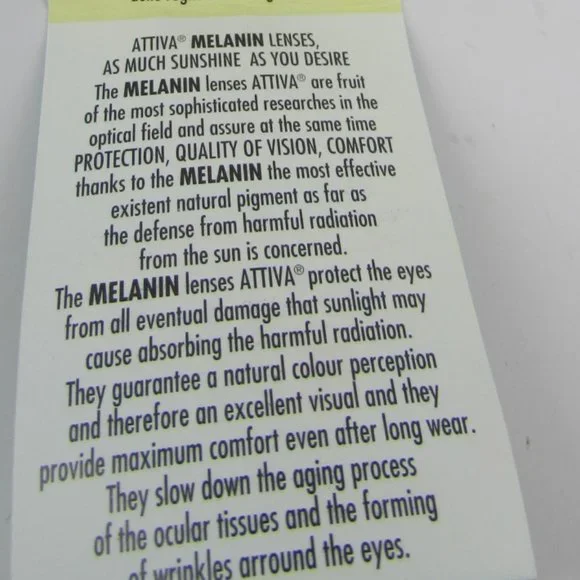 ATTIVA® MELANIN LENSES,
AS MUCH SUNSHINE AS YOU DESIRE
The MELANIN lenses ATTIVA® are fruit
of the most sophisticated researches in the
optical field and assure at the same time
PROTECTION, QUALITY OF VISION, COMFORT
thanks to the MELANIN the most effective
existent natural pigment as far as
the defense from harmful radiation
from the sun is concerned.
The MELANIN lenses ATTIVA® protect the eyes
from all eventual damage that sunlight may
cause absorbing the harmful radiation.
They guarantee a natural colour perception
and therefore an excellent visual and they
provide maximum comfort even after long wear.
They slow down the aging process
of the ocular tissues and the forming
of wrinkles arround the eyes.